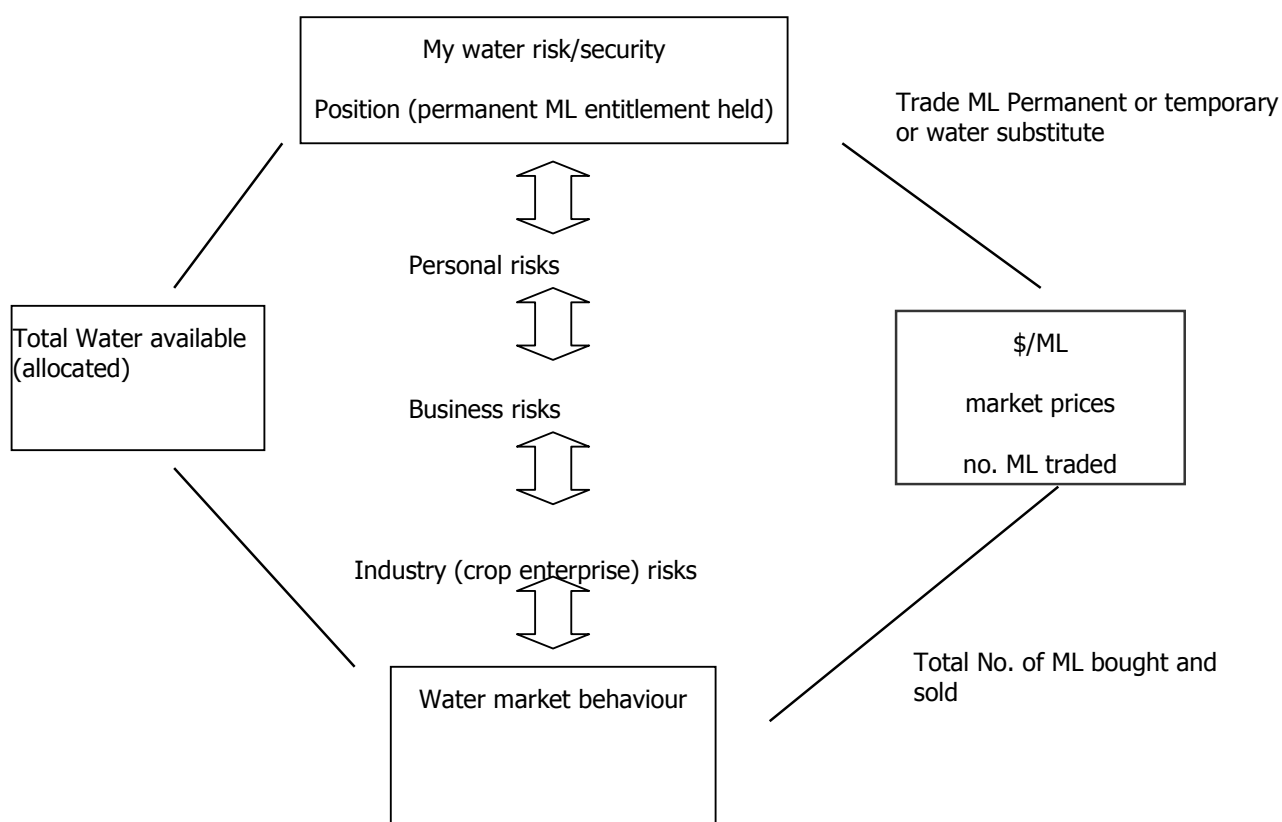 My water risk/security
Position (permanent ML entitlement held)
Trade ML Permanent or temporary
or water substitute
Personal risks
Total Water available
(allocated)
$/ML
market prices
no. ML traded
Business risks
Industry (crop enterprise) risks
Total No. of ML bought and
sold
Water market behaviour